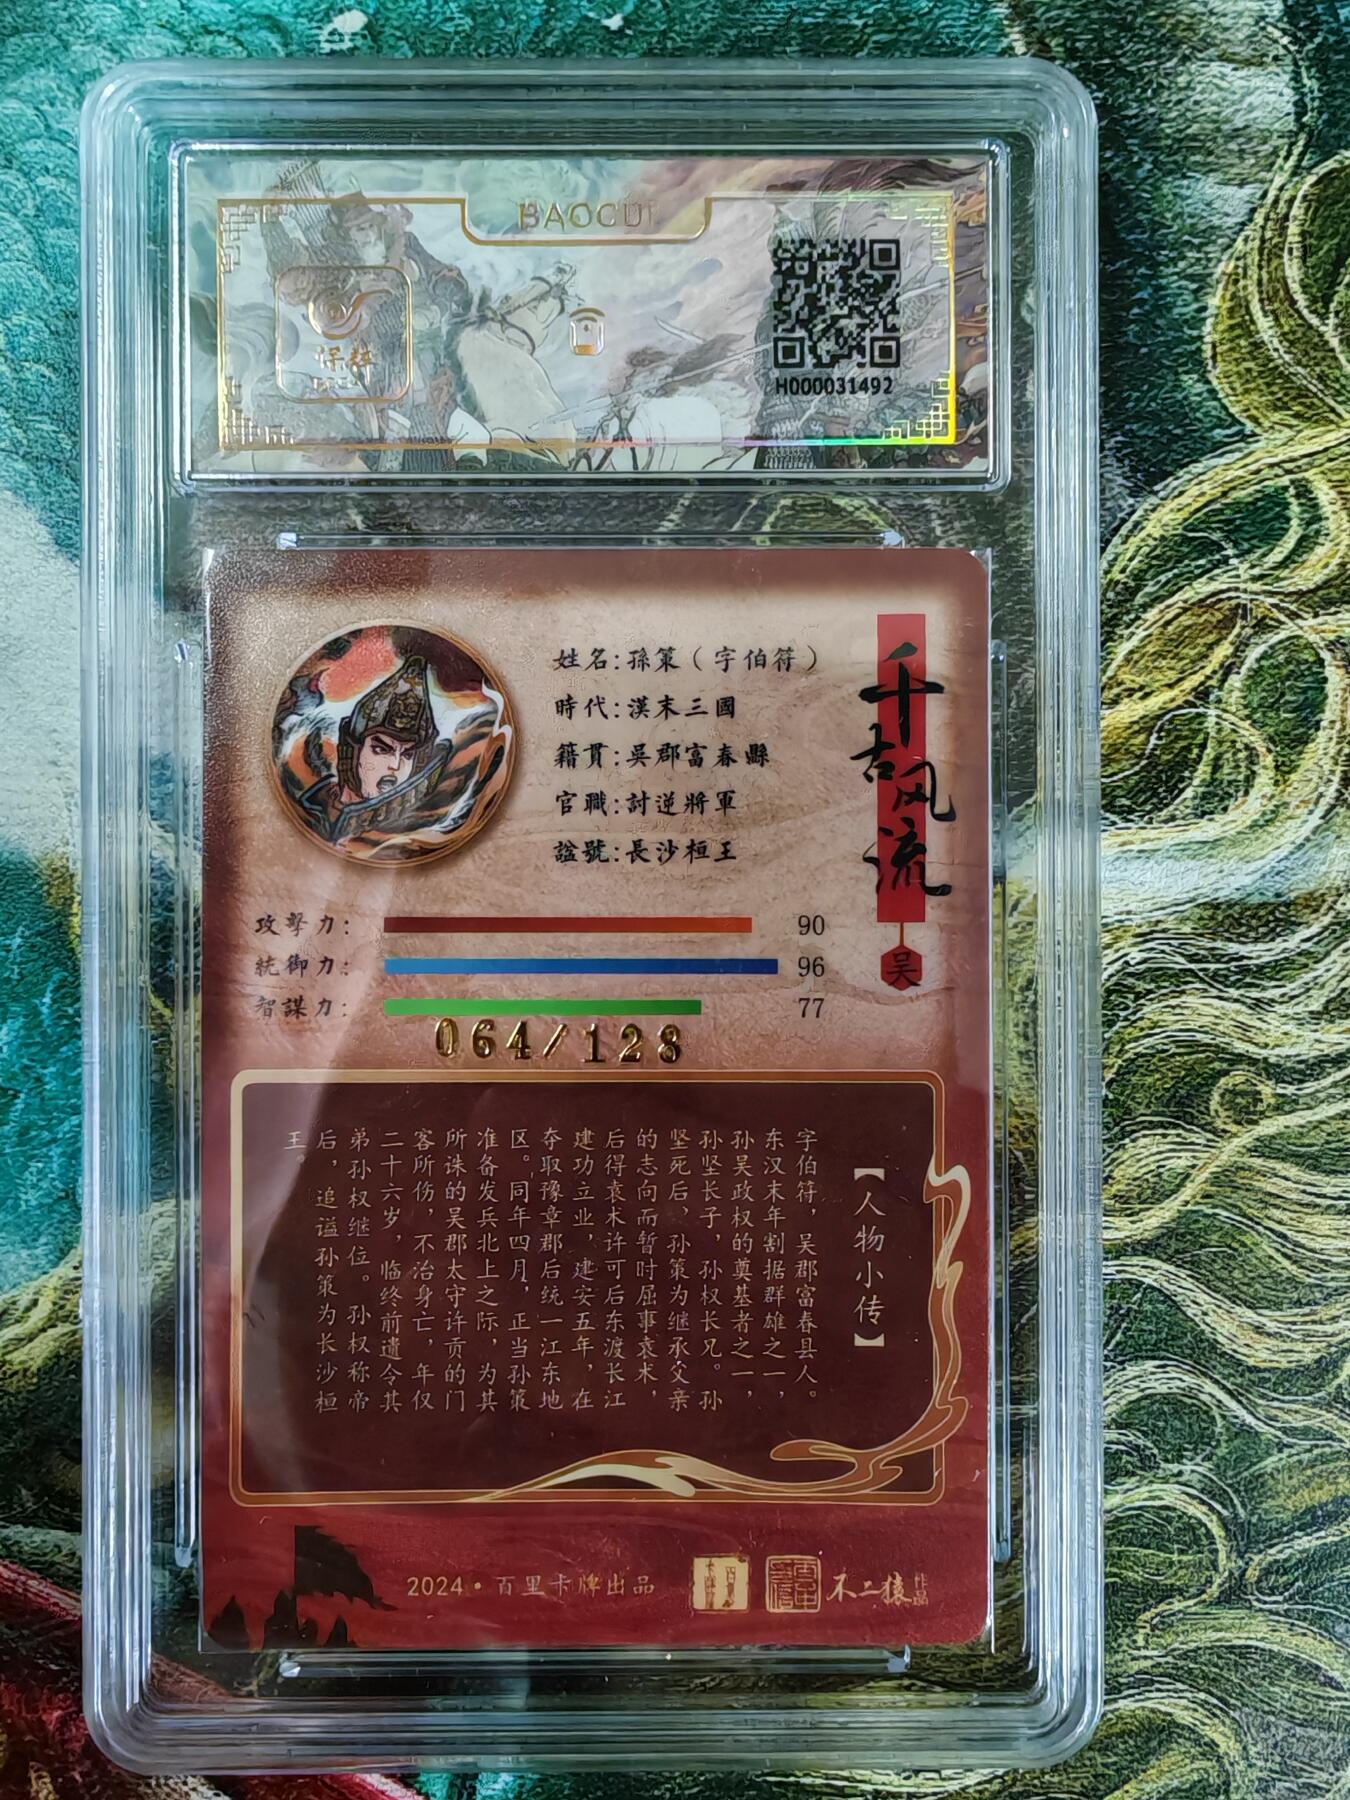 BAOCUI
保粹
H000031492
姓名:孫策(字伯符)
時代:漢末三國
籍貫:吳郡富春縣
官職:討逆將軍
諡號:長沙桓王
千古风流
吴
攻擊力: 90
統御力: 96
智謀力: 77
064/128
【人物小传】
字伯符，吴郡富春县人。
东汉末年割据群雄之一，
孙吴政权的奠基者之一，
孙坚长子，孙权长兄。孙
坚死后、孙策为继承父亲
的志向而暂时屈事袁术，
后得袁术许可后东渡长江
建功立业，建安五年，在
夺取豫章郡后统一江东地
区。同年四月，正当孙策
准备发兵北上之际，为其
所诛的吴郡太守许贡的门
客所伤，不治身亡，年仅
二十六岁，临终前遗令其
弟孙权继位。孙权称帝
后，追谥孙策为长沙桓
王。
2024·百里卡牌出品
不二猿作品